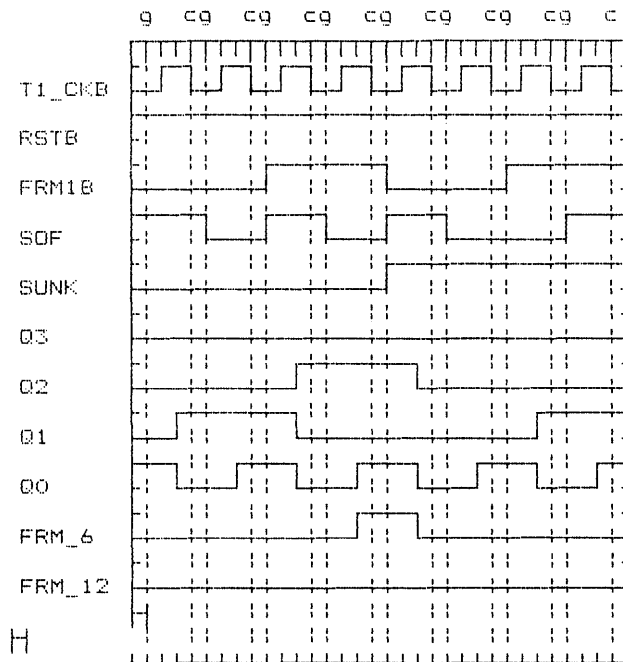 g cg cg cg cg cg cg cg c
T1_CKB
RSTB
FRM1B
SOF
SUNK
Q3
Q2
Q1
Q0
FRM_6
FRM_12
H